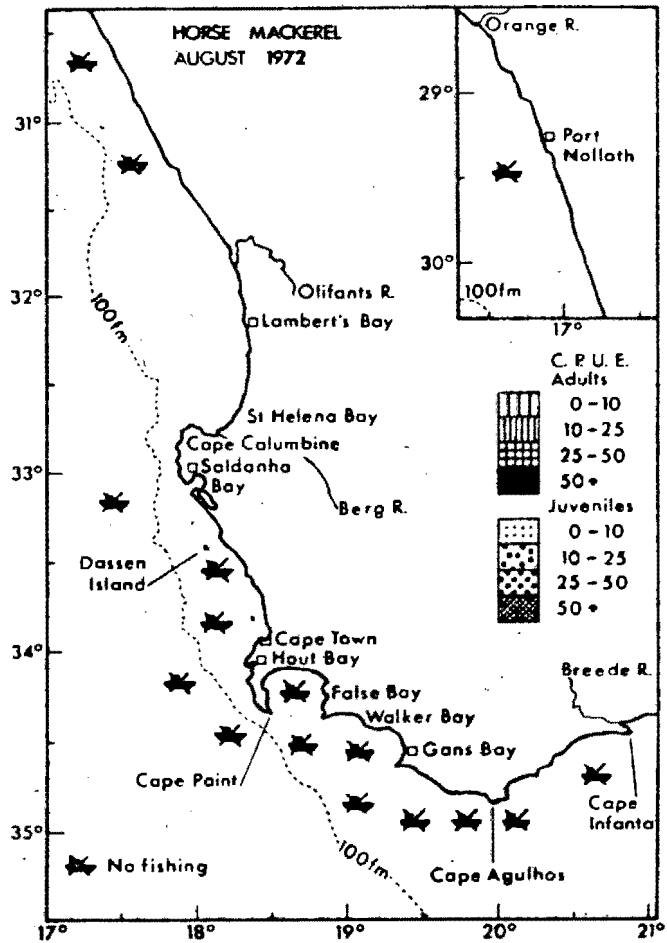 HORSE MACKEREL
AUGUST 1972
Orange R.
29°
Port
Nolloth
30°
100fm
17°
31°
32°
33°
34°
35°
100fm
Olifants R.
Lambert's Bay
St Helena Bay
Cape Calumbine
Saldanha
Bay
Berg R.
Dassen
Island
Cape Town
Hout Bay
False Bay
Walker Bay
Gans Bay
Breede R.
Cape Paint
Cape
Infanta
Cape Agulhos
100fm
No fishing
C. P. U. E.
Adults
0-10
10-25
25-50
50+
Juveniles
0-10
10-25
25-50
50+
17°
18°
19°
20°
21°